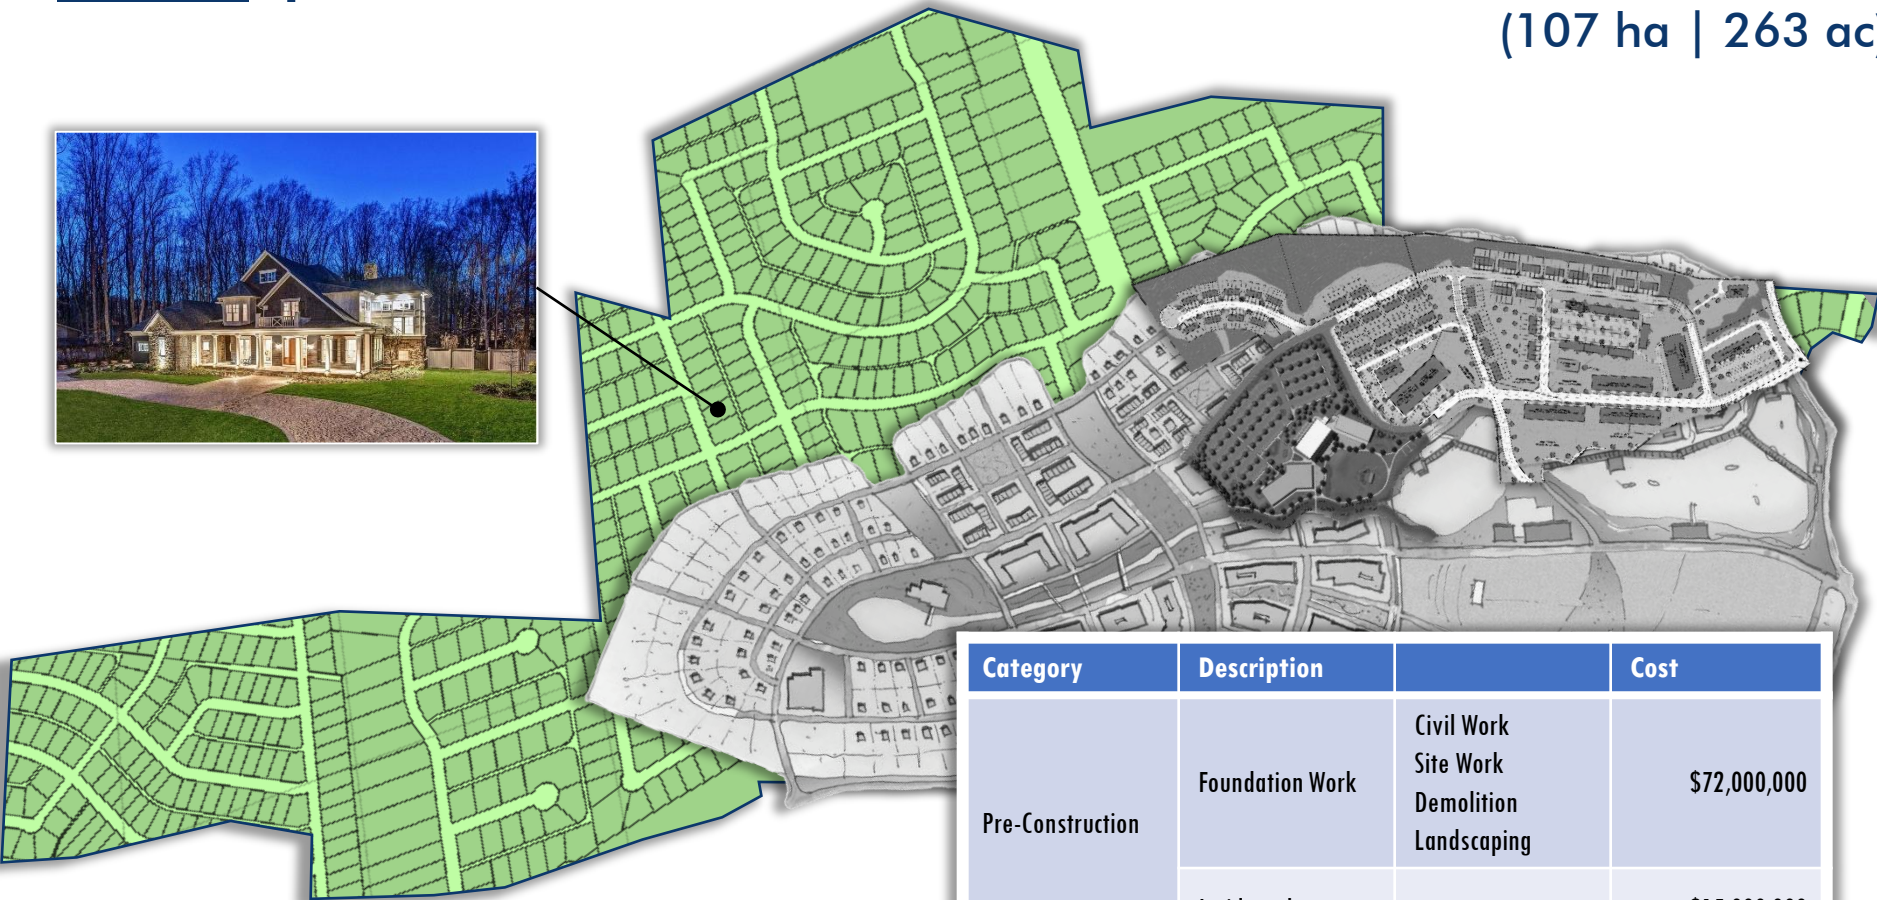 (107 ha | 263 ac)
Category Description Cost
Pre-Construction
Foundation Work
Civil Work
Site Work
Demolition
Landscaping
$72,000,000